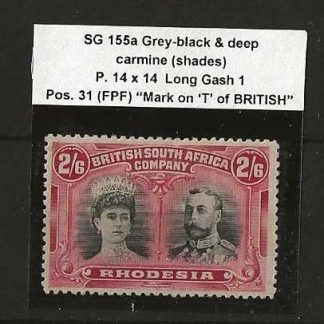 SG 155a Grey-black & deep
carmine (shades)
P. 14 x 14 Long Gash 1
Pos. 31 (FPF) “Mark on ‘T’ of BRITISH”
2/6 BRITISH SOUTH AFRICA 2/6
COMPANY
RHODESIA